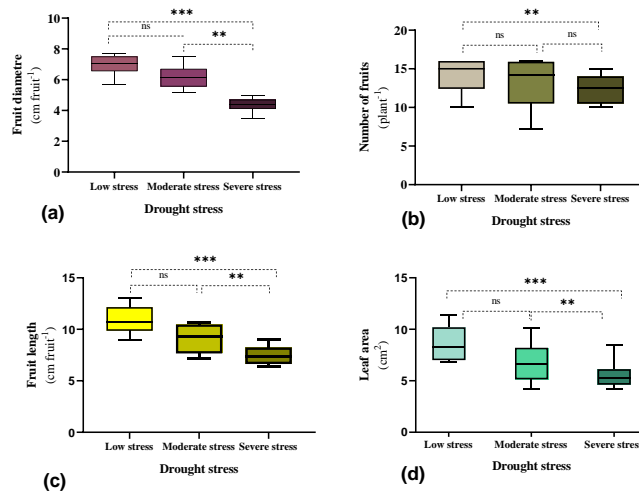 ***
ns
**
Fruit diametre
(cm fruit-1)
10
8
6
4
2
0
Low stress Moderate stress Severe stress
Drought stress
(a)
**
ns
ns
Number of fruits
(plant-1)
20
15
10
5
0
Low stress Moderate stress Severe stress
Drought stress
(b)
***
ns
**
Fruit length
(cm fruit-1)
15
10
5
0
Low stress Moderate stress Severe stress
Drought stress
(c)
***
ns
**
Leaf area
(cm2)
15
10
5
0
Low stress Moderate stress Severe stress
Drought stress
(d)